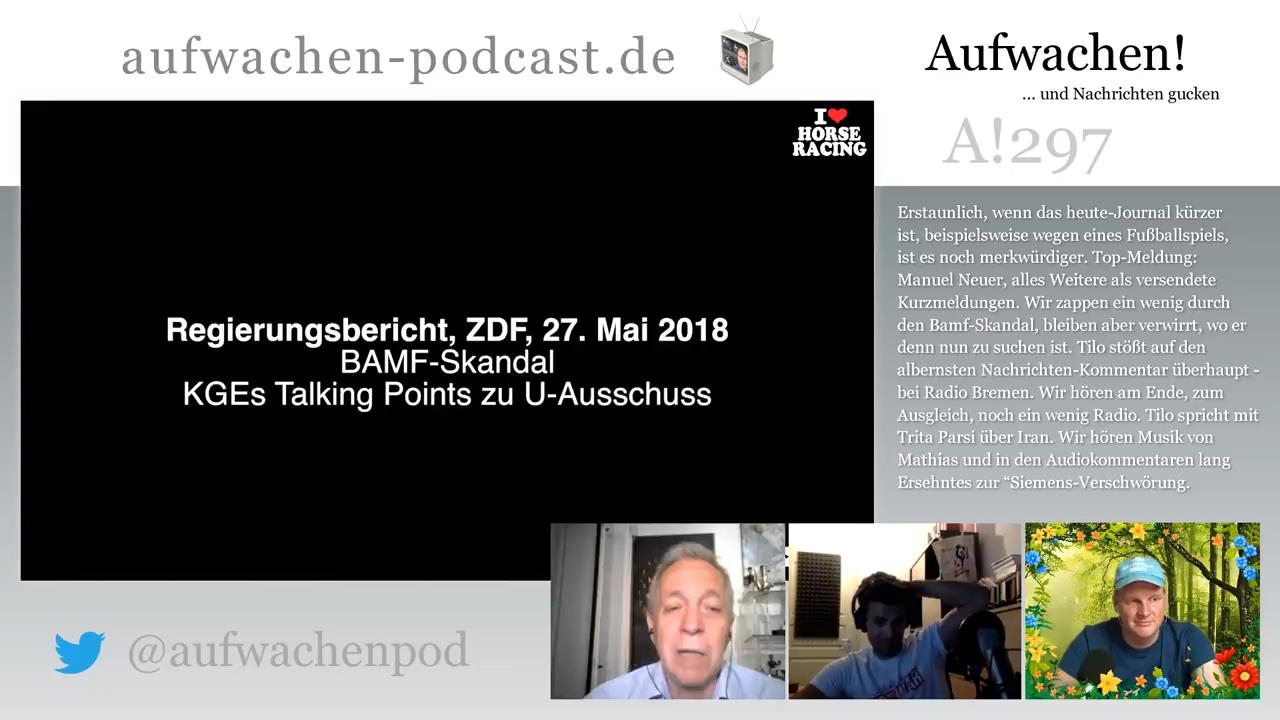 aufwachen-podcast.de
Aufwachen!
... und Nachrichten gucken
A!297
I
HORSE
RACING
Regierungsbericht, ZDF, 27. Mai 2018
BAMF-Skandal
KGEs Talking Points zu U-Ausschuss
Erstaunlich, wenn das heute-Journal kürzer
ist, beispielsweise wegen eines Fußballspiels,
ist es noch merkwürdiger. Top-Meldung:
Manuel Neuer, alles Weitere als versendete
Kurzmeldungen. Wir zappen ein wenig durch
den Bamf-Skandal, bleiben aber verwirrt, wo er
denn nun zu suchen ist. Tilo stößt auf den
albernsten Nachrichten-Kommentar überhaupt -
bei Radio Bremen. Wir hören am Ende, zum
Ausgleich, noch ein wenig Radio. Tilo spricht mit
Trita Parsi über Iran. Wir hören Musik von
Mathias und in den Audiokommentaren lang
Ersehntes zur “Siemens-Verschwörung.
@aufwachenpod